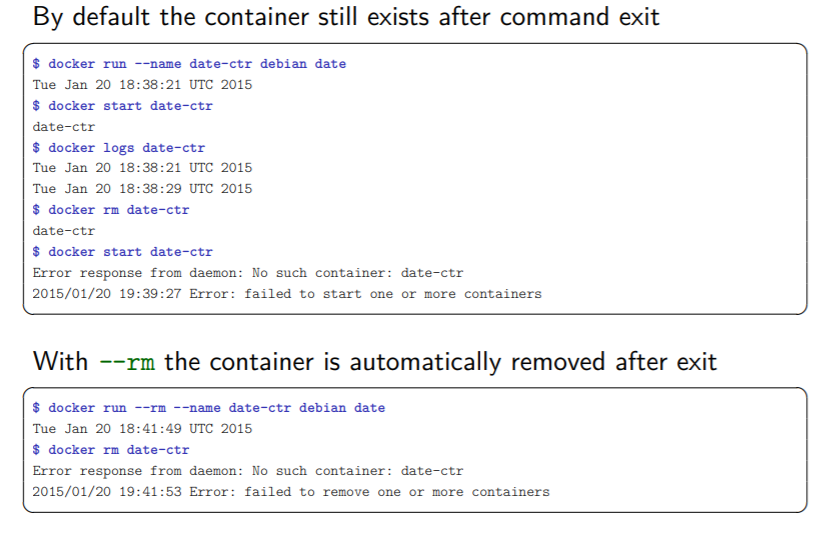 By default the container still exists after command exit
$ docker run --name date-ctr debian date
Tue Jan 20 18:38:21 UTC 2015
$ docker start date-ctr
date-ctr
$ docker logs date-ctr
Tue Jan 20 18:38:21 UTC 2015
Tue Jan 20 18:38:29 UTC 2015
$ docker rm date-ctr
date-ctr
$ docker start date-ctr
Error response from daemon: No such container: date-ctr
2015/01/20 19:39:27 Error: failed to start one or more containers
With --rm the container is automatically removed after exit
$ docker run --rm --name date-ctr debian date
Tue Jan 20 18:41:49 UTC 2015
$ docker rm date-ctr
Error response from daemon: No such container: date-ctr
2015/01/20 19:41:53 Error: failed to remove one or more containers